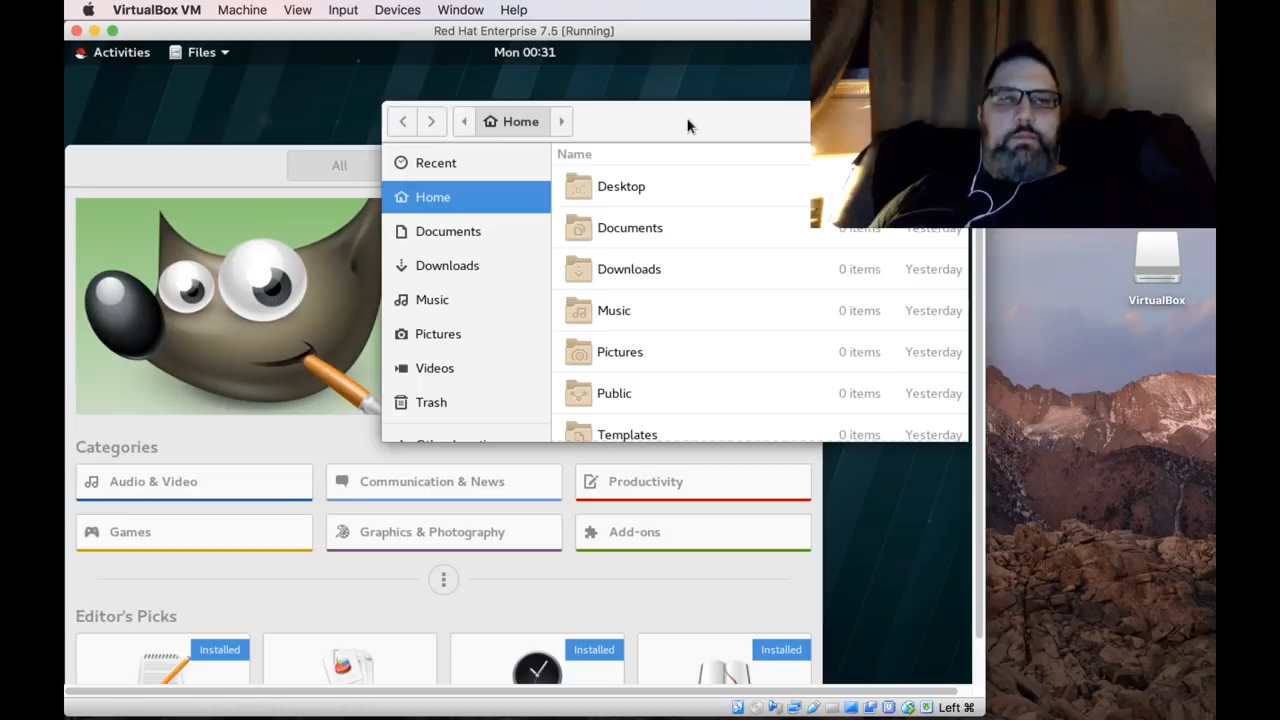 VirtualBox VM Machine View Input Devices Window Help
Red Hat Enterprise 7.5 [Running]
Activities Files Mon 00:31
Home
All
Recent
Home
Documents
Downloads
Music
Pictures
Videos
Trash
Name
Desktop
Documents
Downloads 0 items Yesterday
Music 0 items Yesterday
Pictures 0 items Yesterday
Public 0 items Yesterday
Templates 0 items Yesterday
VirtualBox
Categories
Audio & Video Communication & News Productivity
Games Graphics & Photography Add-ons
Editor's Picks
Installed Installed Installed
Left ⌘